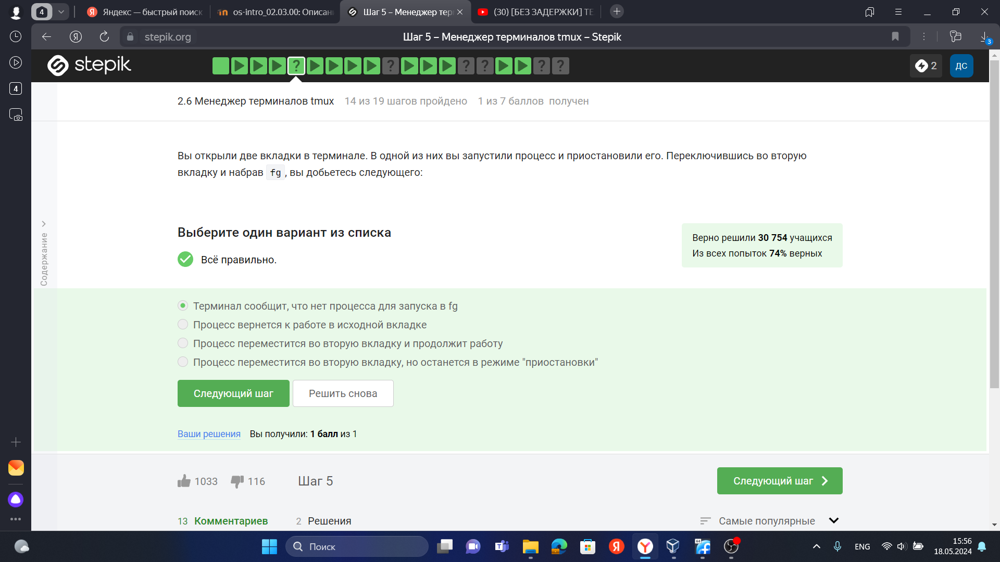 4
Яндекс — быстрый поиск
os-intro_02.03.00: Описан
Шаг 5 – Менеджер тер
(30) [БЕЗ ЗАДЕРЖКИ] ТЕ
stepik.org
Шаг 5 – Менеджер терминалов tmux – Stepik
3
4
stepik
2
ДС
2.6 Менеджер терминалов tmux 14 из 19 шагов пройдено 1 из 7 баллов получен
Вы открыли две вкладки в терминале. В одной из них вы запустили процесс и приостановили его. Переключившись во вторую
вкладку и набрав fg, вы добьетесь следующего:
Содержание
Выберите один вариант из списка
Всё правильно.
Верно решили 30 754 учащихся
Из всех попыток 74% верных
Терминал сообщит, что нет процесса для запуска в fg
Процесс вернется к работе в исходной вкладке
Процесс переместится во вторую вкладку и продолжит работу
Процесс переместится во вторую вкладку, но останется в режиме "приостановки"
Следующий шаг
Решить снова
Ваши решения Вы получили: 1 балл из 1
1033
116
Шаг 5
Следующий шаг
13 Комментариев
2 Решения
Самые популярные
Поиск
64
ENG
15:56
18.05.2024